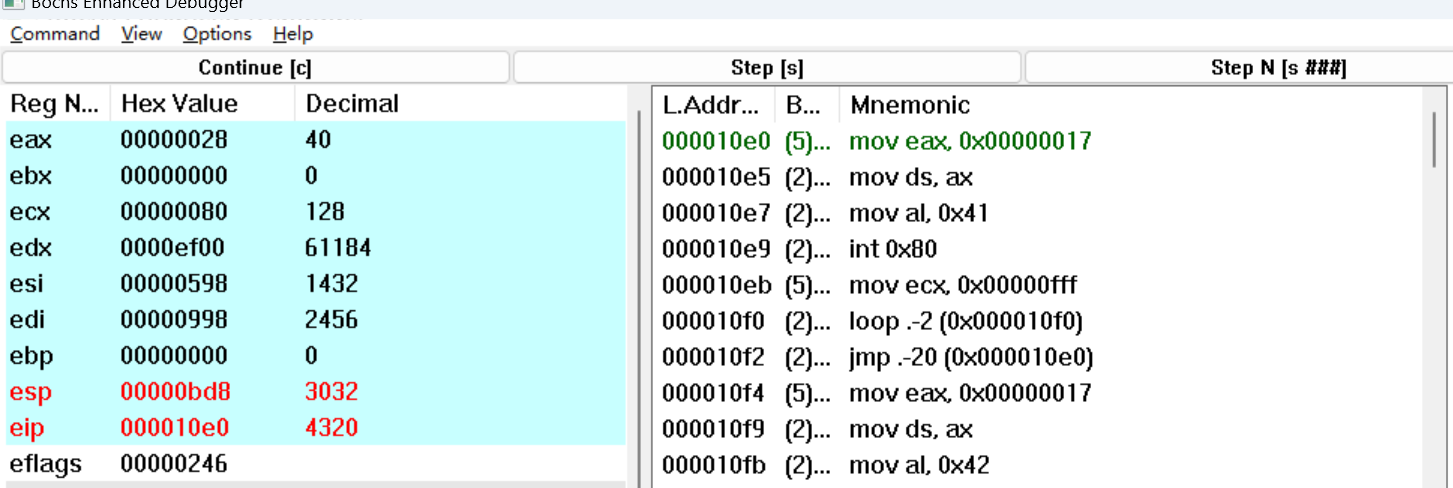 Bochs Enhanced Debugger
Command View Options Help
Continue [c] Step [s] Step N [s ###]
Reg N... Hex Value Decimal L.Addr... B... Mnemonic
eax 00000028 40 000010e0 (5)... mov eax, 0x00000017
ebx 00000000 0 000010e5 (2)... mov ds, ax
ecx 00000080 128 000010e7 (2)... mov al, 0x41
edx 0000ef00 61184 000010e9 (2)... int 0x80
esi 00000598 1432 000010eb (5)... mov ecx, 0x00000fff
edi 00000998 2456 000010f0 (2)... loop .-2 (0x000010f0)
ebp 00000000 0 000010f2 (2)... jmp .-20 (0x000010e0)
esp 00000bd8 3032 000010f4 (5)... mov eax, 0x00000017
eip 000010e0 4320 000010f9 (2)... mov ds, ax
eflags 00000246 000010fb (2)... mov al, 0x42